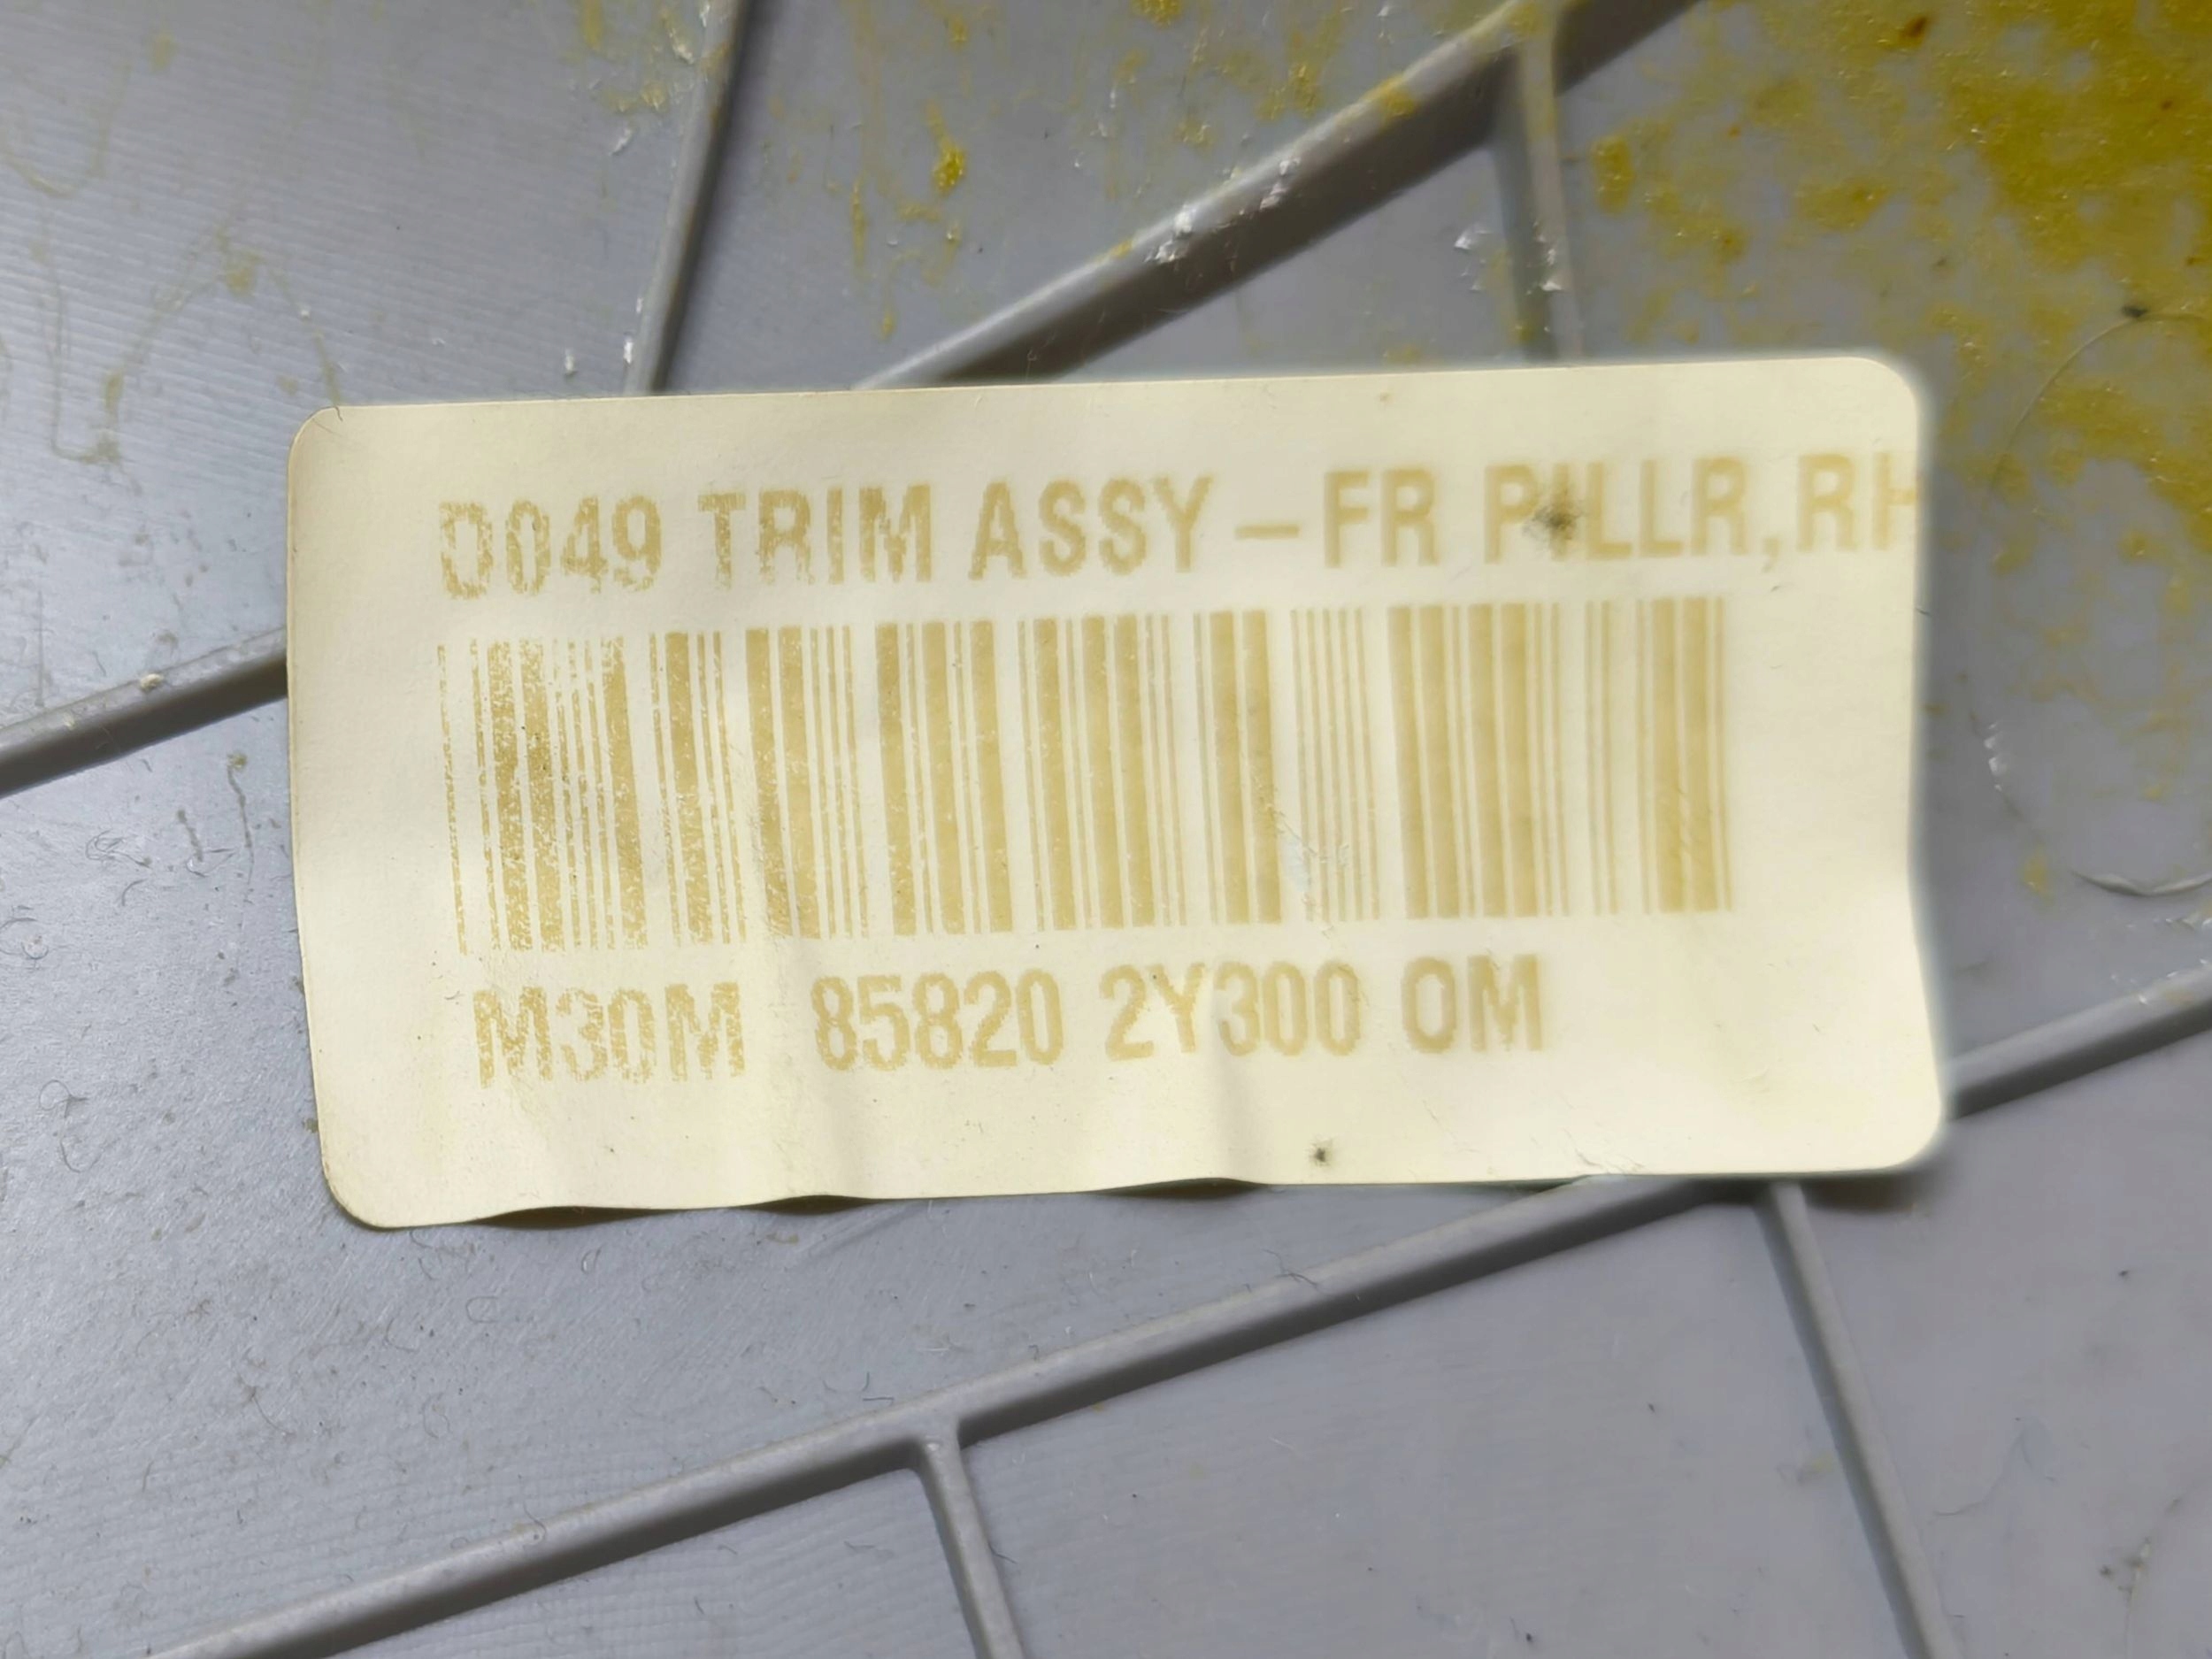 D049 TRIM ASSY-FR PILLR,RH
M30M 85820 2Y300 OM